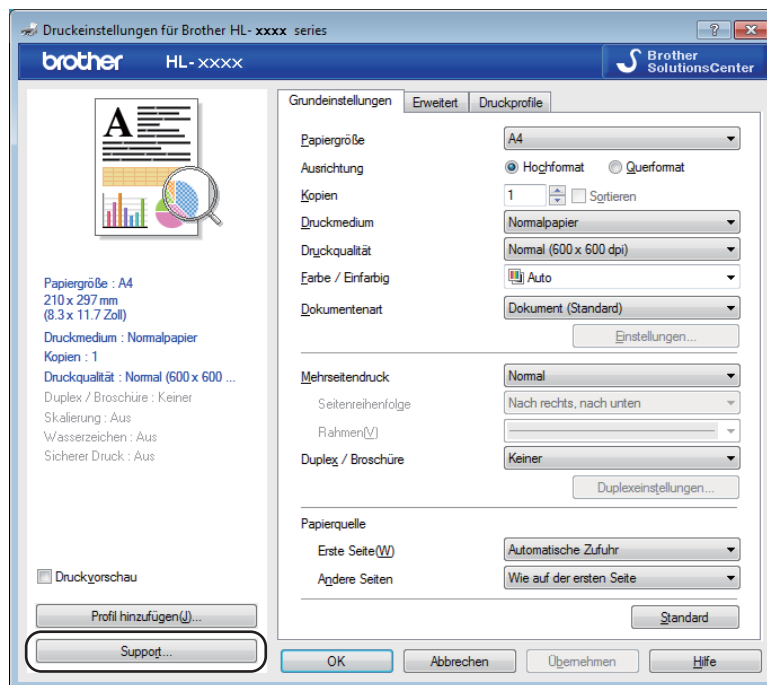 Druckeinstellungen für Brother HL- xxxx series
brother HL-xxxx
Brother
SolutionsCenter
A
Papiergröße : A4
210 x 297 mm
(8.3 x 11.7 Zoll)
Druckmedium : Normalpapier
Kopien : 1
Druckqualität : Normal (600 x 600 ...
Duplex / Broschüre : Keiner
Skalierung : Aus
Wasserzeichen : Aus
Sicherer Druck : Aus
Druckvorschau
Profil hinzufügen(J)...
Support...
Grundeinstellungen Erweitert Druckprofile
Papiergröße A4
Ausrichtung Hochformat Querformat
Kopien 1 Sortieren
Druckmedium Normalpapier
Druckqualität Normal (600 x 600 dpi)
Farbe / Einfarbig Auto
Dokumentenart Dokument (Standard)
Einstellungen...
Mehrseitendruck Normal
Seitenreihenfolge Nach rechts, nach unten
Rahmen(V)
Duplex / Broschüre Keiner
Duplexeinstellungen...
Papierquelle
Erste Seite(W) Automatische Zufuhr
Andere Seiten Wie auf der ersten Seite
Standard
OK Abbrechen Übernehmen Hilfe